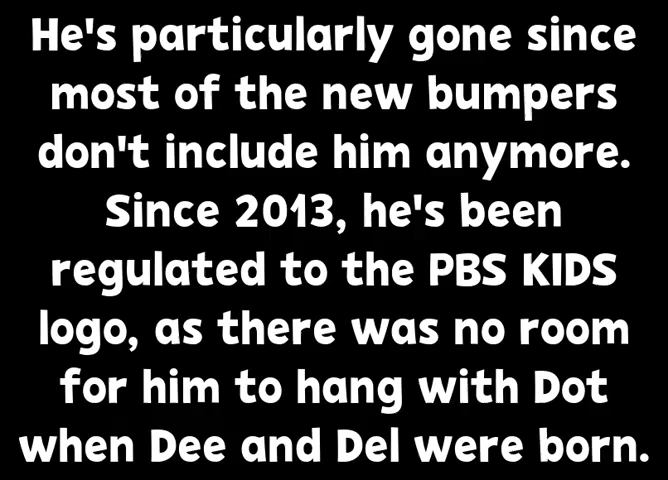 He's particularly gone since
most of the new bumpers
don't include him anymore.
Since 2013, he's been
regulated to the PBS KIDS
logo, as there was no room
for him to hang with Dot
when Dee and Del were born.